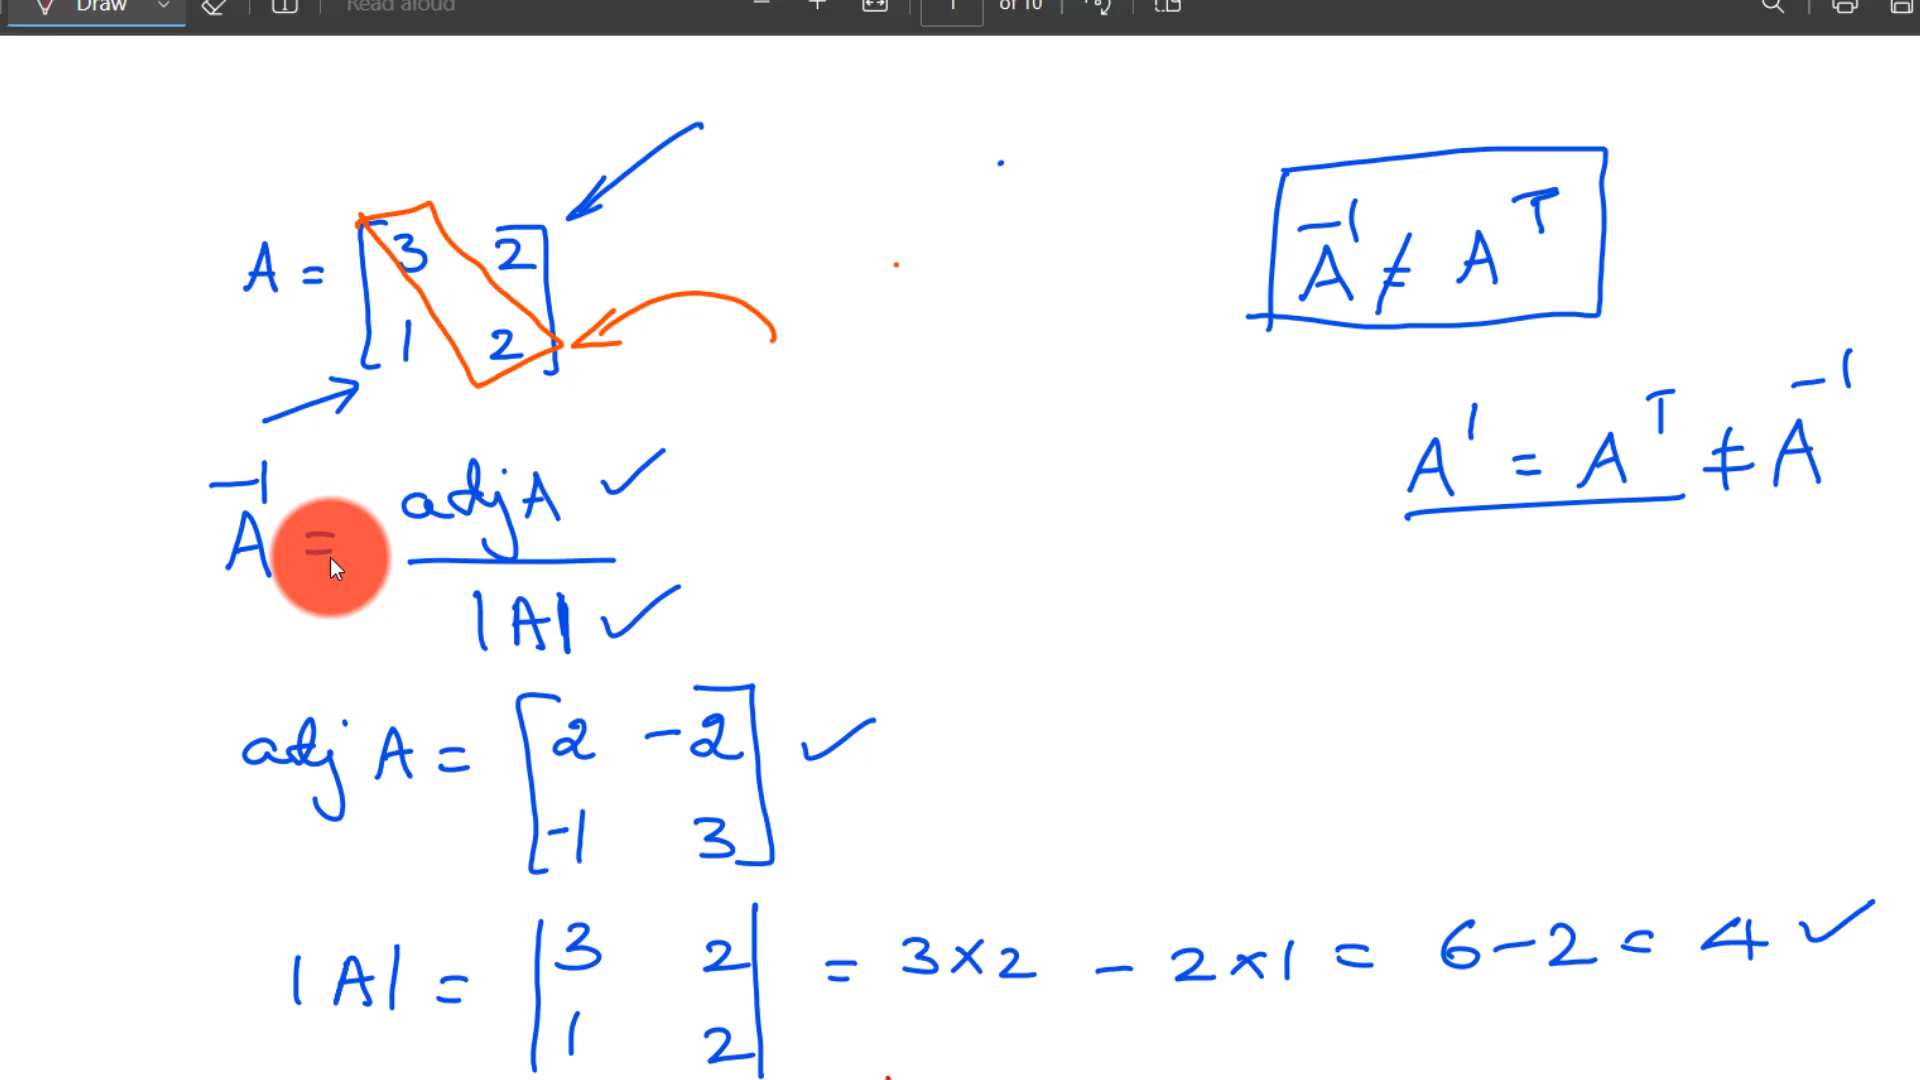 Draw Read aloud 1 of 10
A = [3 2
1 2]
A⁻¹ ≠ Aᵀ
A' = Aᵀ ≠ A⁻¹
A⁻¹ = adj A ✓
|A| ✓
adj A = [2 -2
-1 3] ✓
|A| = |3 2
1 2| = 3×2 - 2×1 = 6-2 = 4 ✓